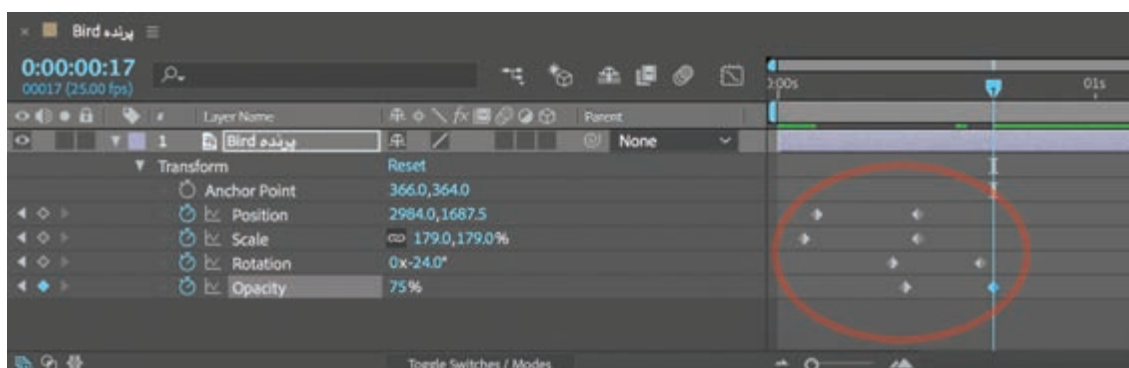 Bird پرنده
0:00:00:17
00017 (25.00 fps)
01s
# Layer Name Parent
1 Bird پرنده None
Transform Reset
Anchor Point 366.0,364.0
Position 2984.0,1687.5
Scale 179.0,179.0%
Rotation 0x-24.0°
Opacity 75%
Toggle Switches / Modes